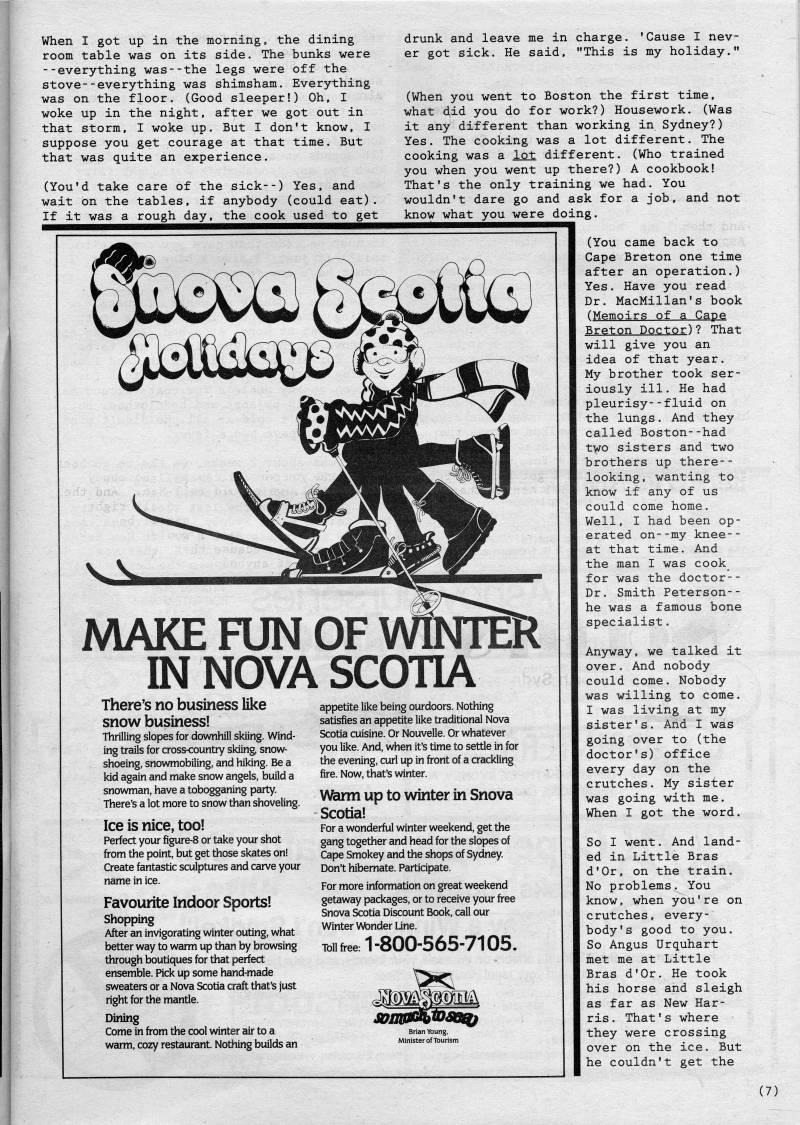 When I got up in the morning, the dining
room table was on its side. The bunks were
--everything was--the legs were off the
stove--everything was shimsham. Everything
was on the floor. (Good sleeper!) Oh, I
woke up in the night, after we got out in
that storm, I woke up. But I don't know, I
suppose you get courage at that time. But
that was quite an experience.

(You'd take care of the sick--) Yes, and
wait on the tables, if anybody (could eat).
If it was a rough day, the cook used to get
drunk and leave me in charge. 'Cause I nev-
er got sick. He said, "This is my holiday."

(When you went to Boston the first time,
what did you do for work?) Housework. (Was
it any different than working in Sydney?)
Yes. The cooking was a lot different. The
cooking was a lot different. (Who trained
you when you went up there?) A cookbook!
That's the only training we had. You
wouldn't dare go and ask for a job, and not
know what you were doing.

(You came back to
Cape Breton one time
after an operation.)
Yes. Have you read
Dr. MacMillan's book
(Memoirs of a Cape
Breton Doctor)? That
will give you an
idea of that year.
My brother took ser-
iously ill. He had
pleurisy--fluid on
the lungs. And they
called Boston--had
two sisters and two
brothers up there--
looking, wanting to
know if any of us
could come home.
Well, I had been op-
erated on--my knee--
at that time. And
the man I was cook
for was the doctor--
Dr. Smith Peterson--
he was a famous bone
specialist.

Anyway, we talked it
over. And nobody
could come. Nobody
was willing to come.
I was living at my
sister's. And I was
going over to (the
doctor's) office
every day on the
crutches. My sister
was going with me.
When I got the word.

So I went. And land-
ed in Little Bras
d'Or, on the train.
No problems. You
know, when you're on
crutches, every-
body's good to you.
So Angus Urquhart
met me at Little
Bras d'Or. He took
his horse and sleigh
as far as New Har-
ris. That's where
they were crossing
over on the ice. But
he couldn't get the

Snova Scotia
Holidays
MAKE FUN OF WINTER
IN NOVA SCOTIA
There's no business like
snow business!
Thrilling slopes for downhill skiing. Wind-
ing trails for cross-country skiing, snow-
shoeing, snowmobiling, and hiking. Be a
kid again and make snow angels, build a
snowman, have a tobogganing party.
There's a lot more to snow than shoveling.
Ice is nice, too!
Perfect your figure-8 or take your shot
from the point, but get those skates on!
Create fantastic sculptures and carve your
name in ice.
Favourite Indoor Sports!
Shopping
After an invigorating winter outing, what
better way to warm up than by browsing
through boutiques for that perfect
ensemble. Pick up some hand-made
sweaters or a Nova Scotia craft that's just
right for the mantle.
Dining
Come in from the cool winter air to a
warm, cozy restaurant. Nothing builds an
appetite like being ourdoors. Nothing
satisfies an appetite like traditional Nova
Scotia cuisine. Or Nouvelle. Or whatever
you like. And, when it's time to settle in for
the evening, curl up in front of a crackling
fire. Now, that's winter.
Warm up to winter in Snova
Scotia!
For a wonderful winter weekend, get the
gang together and head for the slopes of
Cape Smokey and the shops of Sydney.
Don't hibernate. Participate.
For more information on great weekend
getaway packages, or to receive your free
Snova Scotia Discount Book, call our
Winter Wonder Line.
Toll free: 1-800-565-7105.
NOVA SCOTIA
so much to sea
Brian Young,
Minister of Tourism
(7)